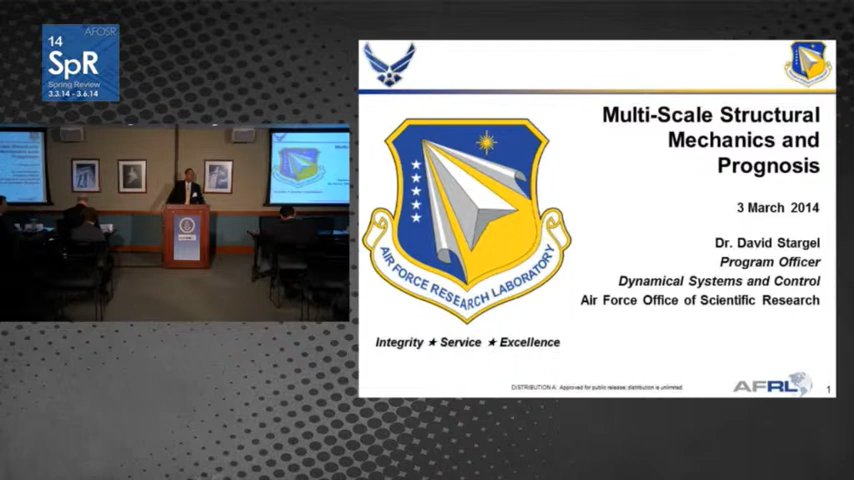 AFOSR
14
SpR
Spring Review
3.3.14 - 3.6.14
Multi-Scale Structural
Mechanics and
Prognosis
3 March 2014
Dr. David Stargel
Program Officer
Dynamical Systems and Control
Air Force Office of Scientific Research
AIR FORCE RESEARCH LABORATORY
Integrity ★ Service ★ Excellence
DISTRIBUTION A: Approved for public release; distribution is unlimited.
AFRL
1